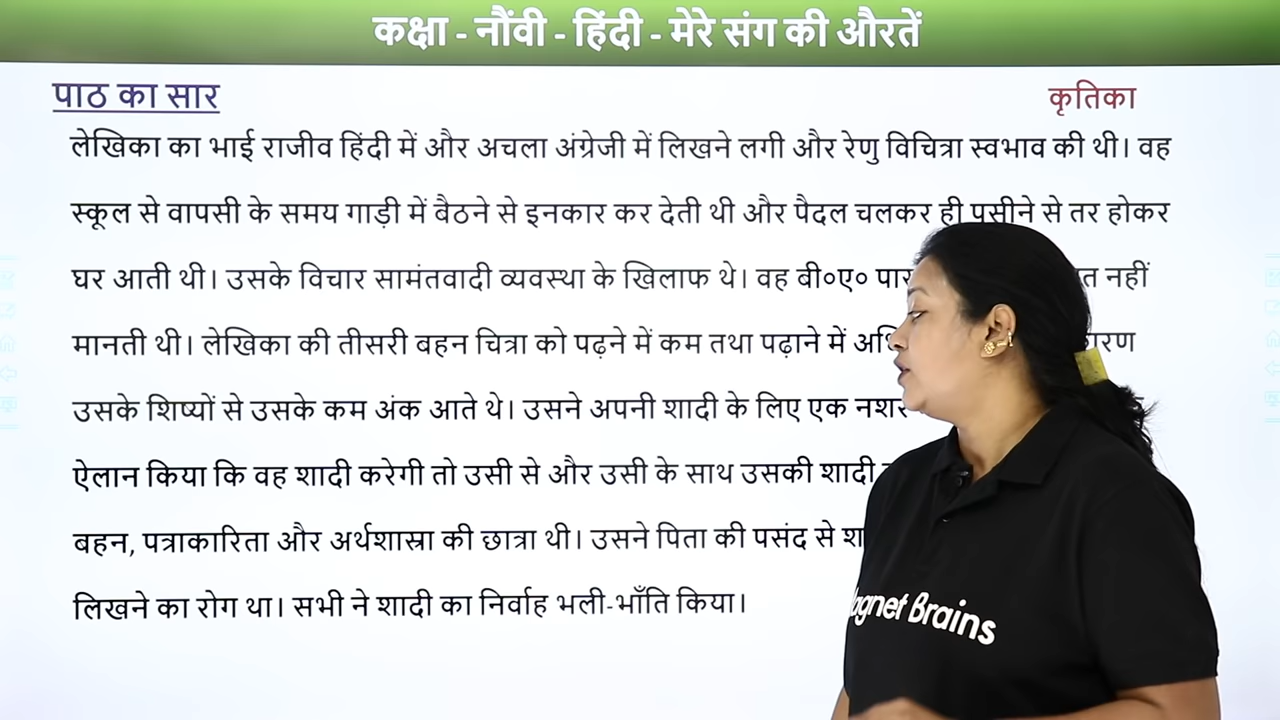 कक्षा - नौंवी - हिंदी - मेरे संग की औरतें
पाठ का सार
कृतिका
लेखिका का भाई राजीव हिंदी में और अचला अंग्रेजी में लिखने लगी और रेणु विचित्रा स्वभाव की थी। वह
स्कूल से वापसी के समय गाड़ी में बैठने से इनकार कर देती थी और पैदल चलकर ही पसीने से तर होकर
घर आती थी। उसके विचार सामंतवादी व्यवस्था के खिलाफ थे। वह बी०ए० नहीं
मानती थी। लेखिका की तीसरी बहन चित्रा को पढ़ने में कम तथा पढ़ाने में
उसके शिष्यों से उसके कम अंक आते थे। उसने अपनी शादी के लिए एक
ऐलान किया कि वह शादी करेगी तो उसी से और उसी के साथ उसकी शादी
बहन, पत्राकारिता और अर्थशास्रा की छात्रा थी। उसने पिता की पसंद से
लिखने का रोग था। सभी ने शादी का निर्वाह भली-भाँति किया।
Brains